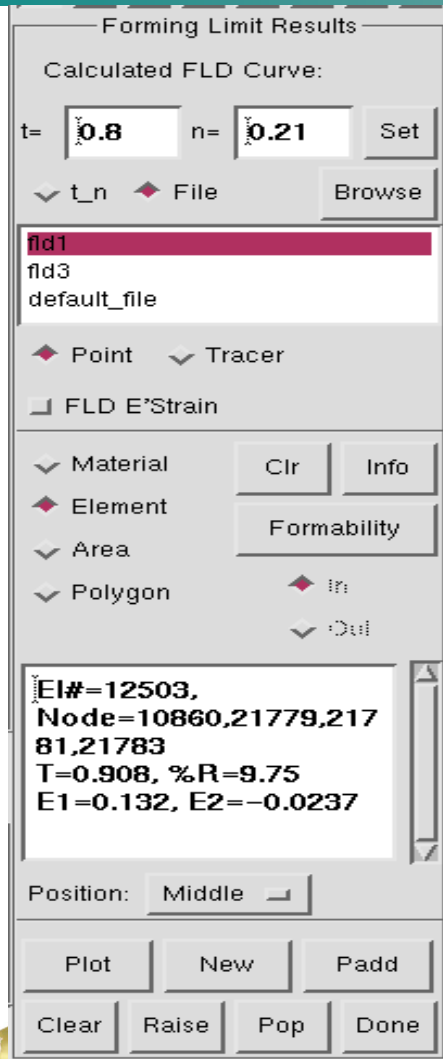 Forming Limit Results
Calculated FLD Curve:
t= 0.8 n= 0.21 Set
t_n File Browse
fld1
fld3
default_file
Point Tracer
FLD E'Strain
Material Clr Info
Element
Formability
Area
Polygon In
Out
El#=12503,
Node=10860,21779,217
81,21783
T=0.908, %R=9.75
E1=0.132, E2=-0.0237
Position: Middle
Plot New Padd
Clear Raise Pop Done